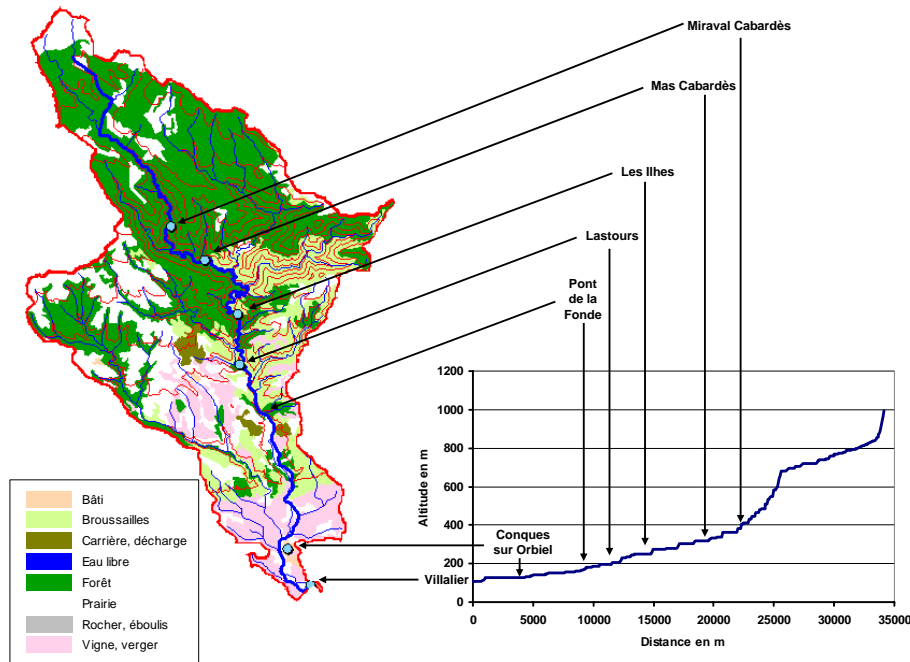 Miraval Cabardès
Mas Cabardès
Les Ilhes
Lastours
Pont
de la
Fonde
Conques
sur Orbiel
Villalier
Bâti
Broussailles
Carrière, décharge
Eau libre
Forêt
Prairie
Rocher, éboulis
Vigne, verger
Altitude en m
1200
1000
800
600
400
200
0
0 5000 10000 15000 20000 25000 30000 35000
Distance en m